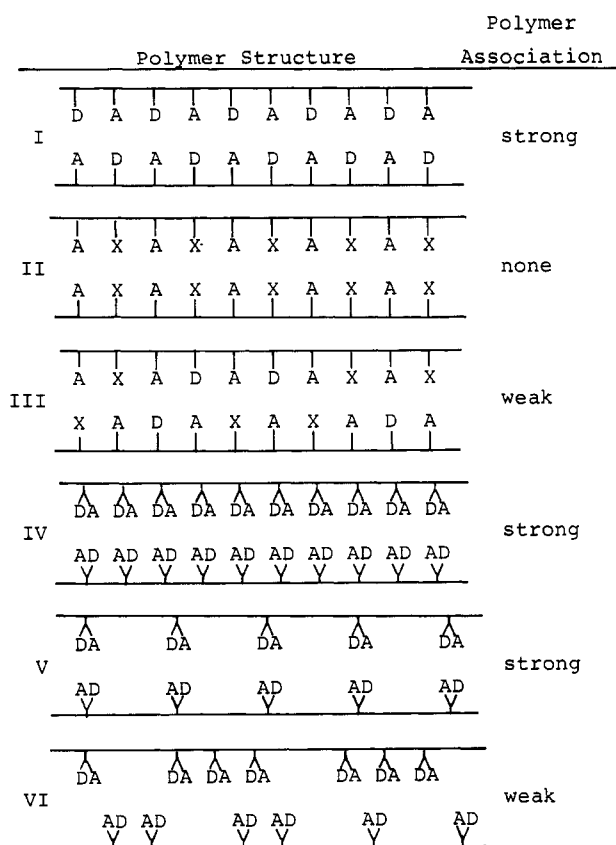 Polymer
Polymer Structure Association
D A D A D A D A D A
I strong
A D A D A D A D A D
A X A X A X A X A X
II none
A X A X A X A X A X
A X A D A D A X A X
III weak
X A D A X A X A D A
DA DA DA DA DA DA DA DA DA DA
IV strong
AD AD AD AD AD AD AD AD AD AD
DA DA DA DA DA
V strong
AD AD AD AD AD
DA DA DA DA DA DA DA
VI weak
AD AD AD AD AD AD